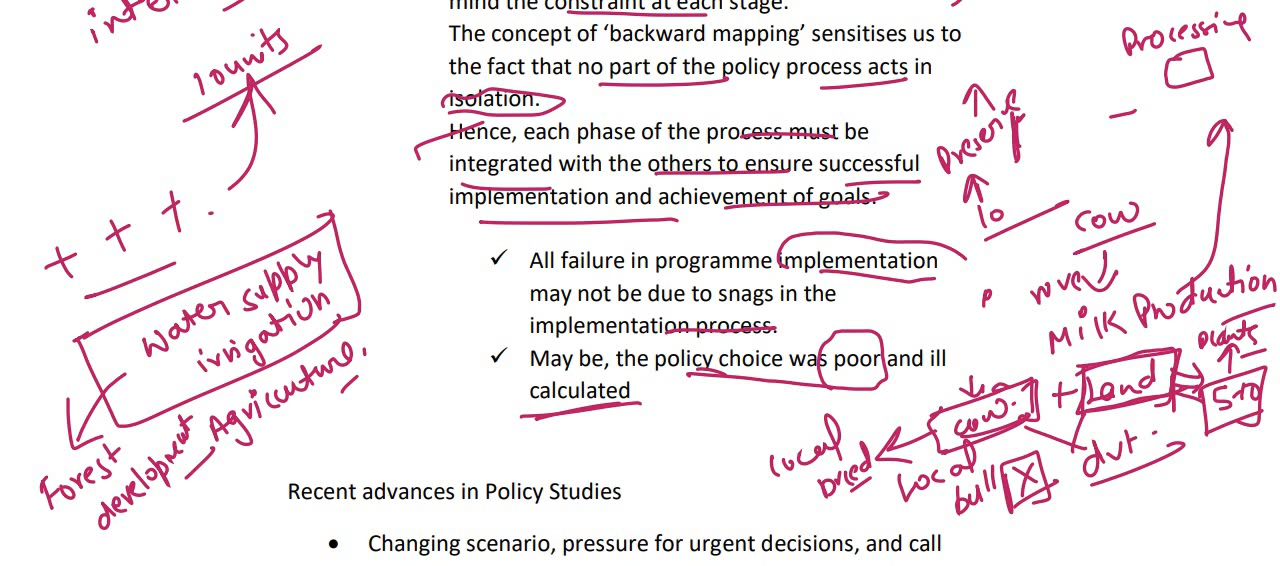 mind the constraint at each stage.
The concept of ‘backward mapping’ sensitises us to
the fact that no part of the policy process acts in
isolation.
Hence, each phase of the process must be
integrated with the others to ensure successful
implementation and achievement of goals.
✓ All failure in programme implementation
may not be due to snags in the
implementation process.
✓ May be, the policy choice was poor and ill
calculated
Recent advances in Policy Studies
• Changing scenario, pressure for urgent decisions, and call
10 units
+ + +.
Water supply
irrigation
Forest
development
Agriculture.
Processing
Present
10
cow
Milk Production
plants
cow. + Land
5-10
dvt.
local
Local
bull X